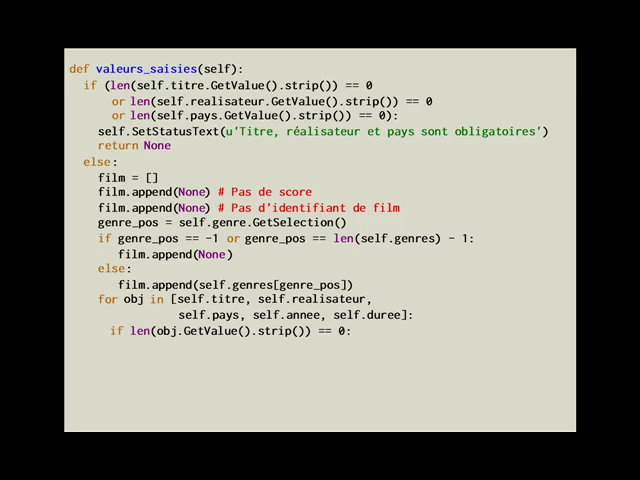 def valeurs_saisies(self):
if (len(self.titre.GetValue().strip()) == 0
or len(self.realisateur.GetValue().strip()) == 0
or len(self.pays.GetValue().strip()) == 0):
self.SetStatusText(u'Titre, réalisateur et pays sont obligatoires')
return None
else:
film = []
film.append(None) # Pas de score
film.append(None) # Pas d'identifiant de film
genre_pos = self.genre.GetSelection()
if genre_pos == -1 or genre_pos == len(self.genres) - 1:
film.append(None)
else:
film.append(self.genres[genre_pos])
for obj in [self.titre, self.realisateur,
self.pays, self.annee, self.duree]:
if len(obj.GetValue().strip()) == 0: